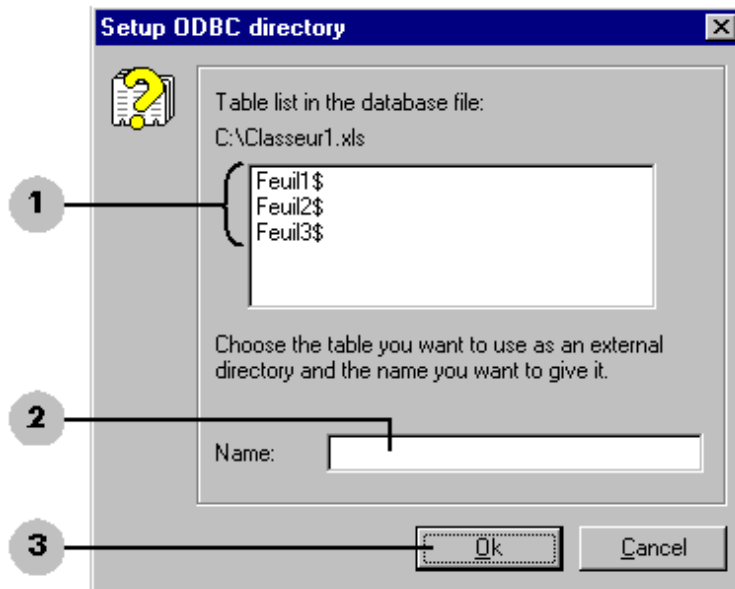 Setup ODBC directory
Table list in the database file:
C:\Classeur1.xls
1
Feuil1$
Feuil2$
Feuil3$
Choose the table you want to use as an external
directory and the name you want to give it.
2
Name:
3
Ok
Cancel